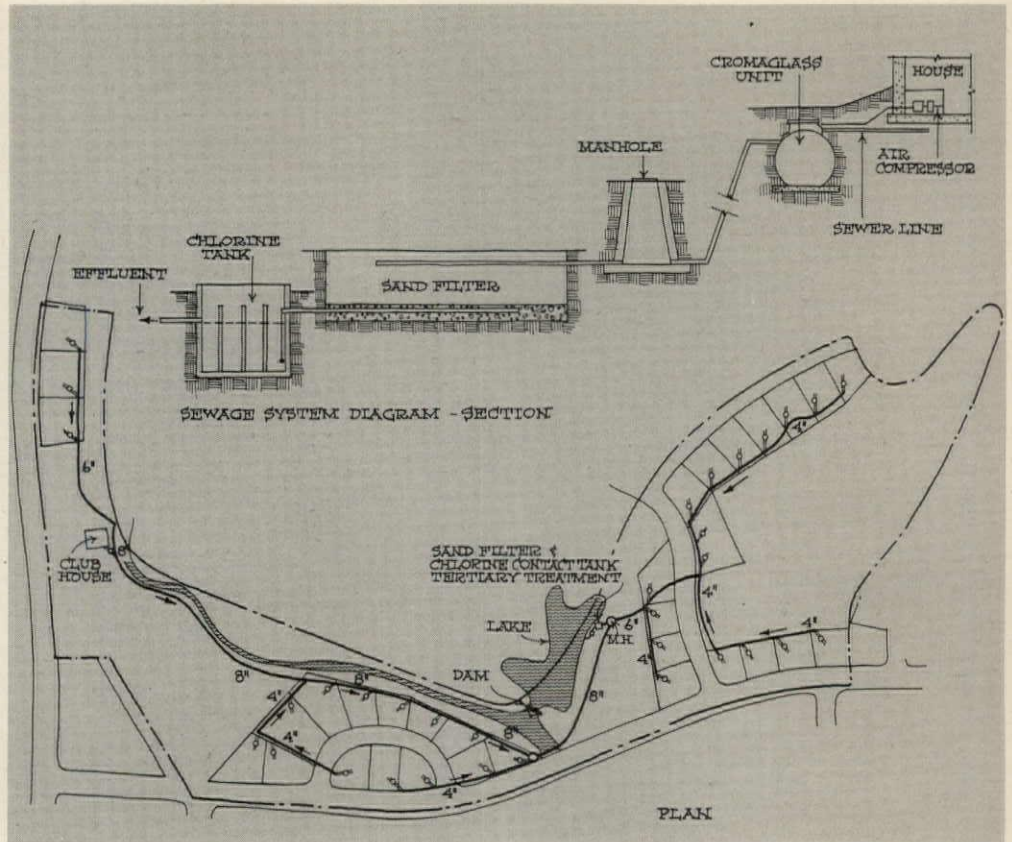 CROMAGLASS
UNIT
HOUSE
MANHOLE
AIR
COMPRESSOR
SEWER LINE
CHLORINE
TANK
EFFLUENT
SAND FILTER
SEWAGE SYSTEM DIAGRAM - SECTION
4"
6"
CLUB
HOUSE
SAND FILTER &
CHLORINE CONTACT TANK
TERTIARY TREATMENT
LAKE
6"
M.H.
4"
4"
4"
DAM
8"
8"
8"
8"
4"
4"
4"
PLAN